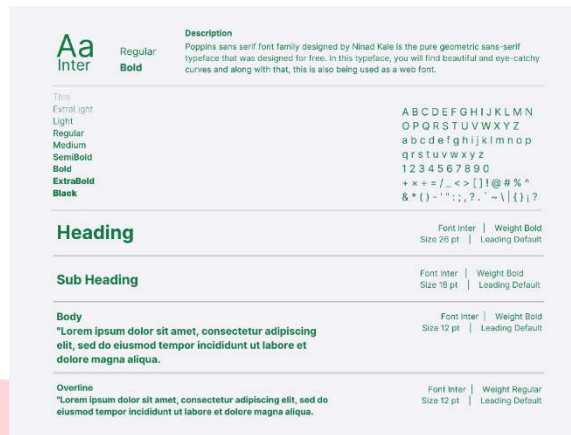 Aa
Inter
Regular
Bold
Description
Poppins sans serif font family designed by Ninad Kale is the pure geometric sans-serif
typeface that was designed for free. In this typeface, you will find beautiful and eye-catchy
curves and along with that, this is also being used as a web font.
Thin
ExtraLight
Light
Regular
Medium
SemiBold
Bold
ExtraBold
Black
A B C D E F G H I J K L M N
O P Q R S T U V W X Y Z
a b c d e f g h i j k l m n o p
q r s t u v w x y z
1 2 3 4 5 6 7 8 9 0
+ × ÷ = / _ < > [ ] ! @ # % ^
& * ( ) - ' " : ; , ? . ` ~ \ | { } ¡ ?
Heading
Font Inter | Weight Bold
Size 26 pt | Leading Default
Sub Heading
Font Inter | Weight Bold
Size 18 pt | Leading Default
Body
"Lorem ipsum dolor sit amet, consectetur adipiscing
elit, sed do eiusmod tempor incididunt ut labore et
dolore magna aliqua.
Font Inter | Weight Bold
Size 12 pt | Leading Default
Overline
"Lorem ipsum dolor sit amet, consectetur adipiscing elit, sed do
eiusmod tempor incididunt ut labore et dolore magna aliqua.
Font Inter | Weight Regular
Size 12 pt | Leading Default